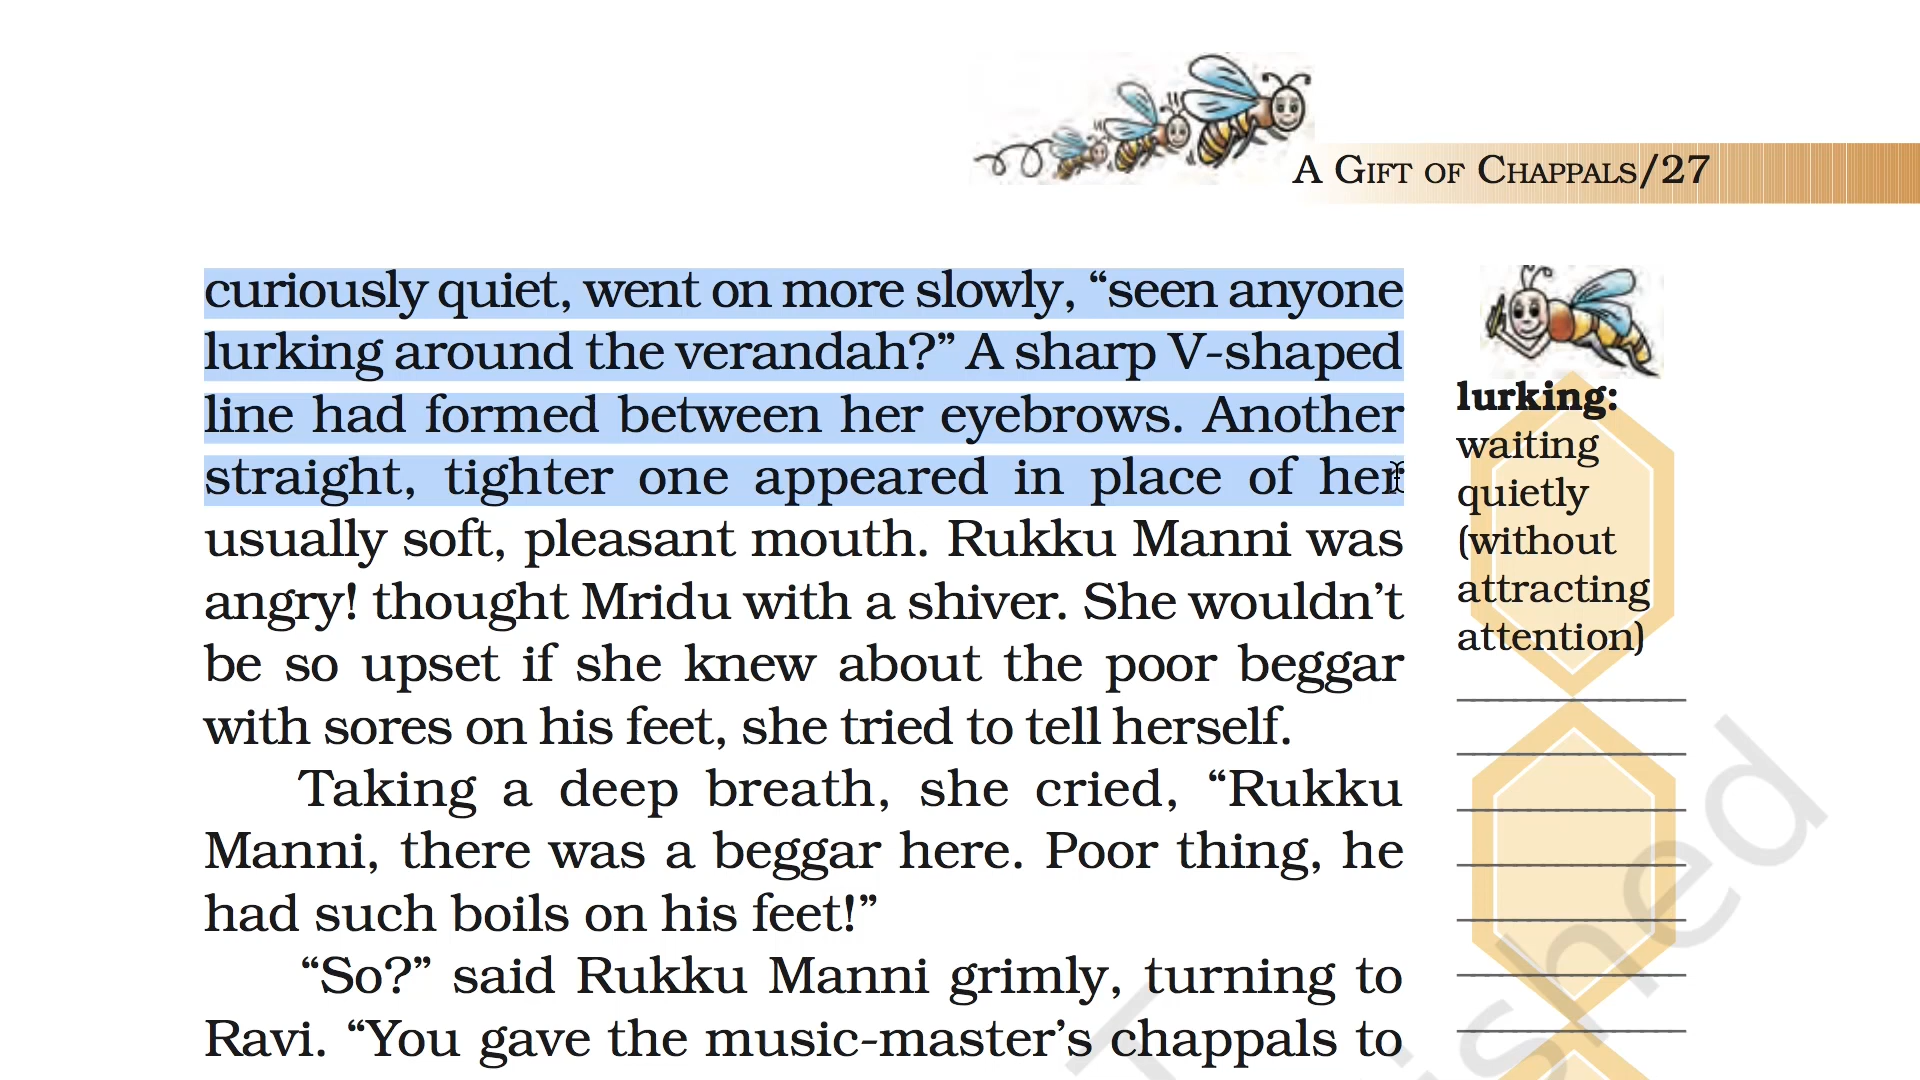 A GIFT OF CHAPPALS/27
curiously quiet, went on more slowly, “seen anyone
lurking around the verandah?” A sharp V-shaped
line had formed between her eyebrows. Another
straight, tighter one appeared in place of her
usually soft, pleasant mouth. Rukku Manni was
angry! thought Mridu with a shiver. She wouldn’t
be so upset if she knew about the poor beggar
with sores on his feet, she tried to tell herself.
Taking a deep breath, she cried, “Rukku
Manni, there was a beggar here. Poor thing, he
had such boils on his feet!”
“So?” said Rukku Manni grimly, turning to
Ravi. “You gave the music-master’s chappals to
lurking:
waiting
quietly
(without
attracting
attention)